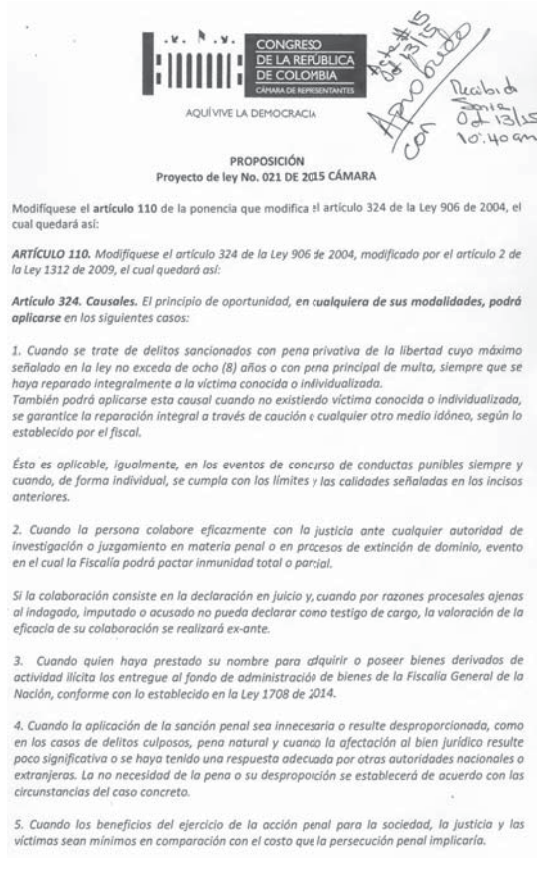 CONGRESO
DE LA REPÚBLICA
DE COLOMBIA
CÁMARA DE REPRESENTANTES
AQUÍ VIVE LA DEMOCRACIA
Acta # 15
Oct 13/15
Aprobado
con
Recibido
Sonia
Oct 13/15
10:40 am
PROPOSICIÓN
Proyecto de ley No. 021 DE 2015 CÁMARA
Modifíquese el artículo 110 de la ponencia que modifica el artículo 324 de la Ley 906 de 2004, el
cual quedará así:
ARTÍCULO 110. Modifíquese el artículo 324 de la Ley 906 de 2004, modificado por el artículo 2 de
la Ley 1312 de 2009, el cual quedará así:
Artículo 324. Causales. El principio de oportunidad, en cualquiera de sus modalidades, podrá
aplicarse en los siguientes casos:
1. Cuando se trate de delitos sancionados con pena privativa de la libertad cuyo máximo
señalado en la ley no exceda de ocho (8) años o con pena principal de multa, siempre que se
haya reparado integralmente a la víctima conocida o individualizada.
También podrá aplicarse esta causal cuando no existiendo víctima conocida o individualizada,
se garantice la reparación integral a través de caución o cualquier otro medio idóneo, según lo
establecido por el fiscal.
Ésta es aplicable, igualmente, en los eventos de concurso de conductas punibles siempre y
cuando, de forma individual, se cumpla con los límites y las calidades señaladas en los incisos
anteriores.
2. Cuando la persona colabore eficazmente con la justicia ante cualquier autoridad de
investigación o juzgamiento en materia penal o en procesos de extinción de dominio, evento
en el cual la Fiscalía podrá pactar inmunidad total o parcial.
Si la colaboración consiste en la declaración en juicio y, cuando por razones procesales ajenas
al indagado, imputado o acusado no pueda declarar como testigo de cargo, la valoración de la
eficacia de su colaboración se realizará ex-ante.
3. Cuando quien haya prestado su nombre para adquirir o poseer bienes derivados de
actividad ilícita los entregue al fondo de administración de bienes de la Fiscalía General de la
Nación, conforme con lo establecido en la Ley 1708 de 2014.
4. Cuando la aplicación de la sanción penal sea innecesaria o resulte desproporcionada, como
en los casos de delitos culposos, pena natural y cuando la afectación al bien jurídico resulte
poco significativa o se haya tenido una respuesta adecuada por otras autoridades nacionales o
extranjeras. La no necesidad de la pena o su desproporción se establecerá de acuerdo con las
circunstancias del caso concreto.
5. Cuando los beneficios del ejercicio de la acción penal para la sociedad, la justicia y las
víctimas sean mínimos en comparación con el costo que la persecución penal implicaría.